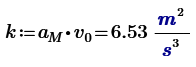 k := a_M • v_0 = 6.53 m²/s³